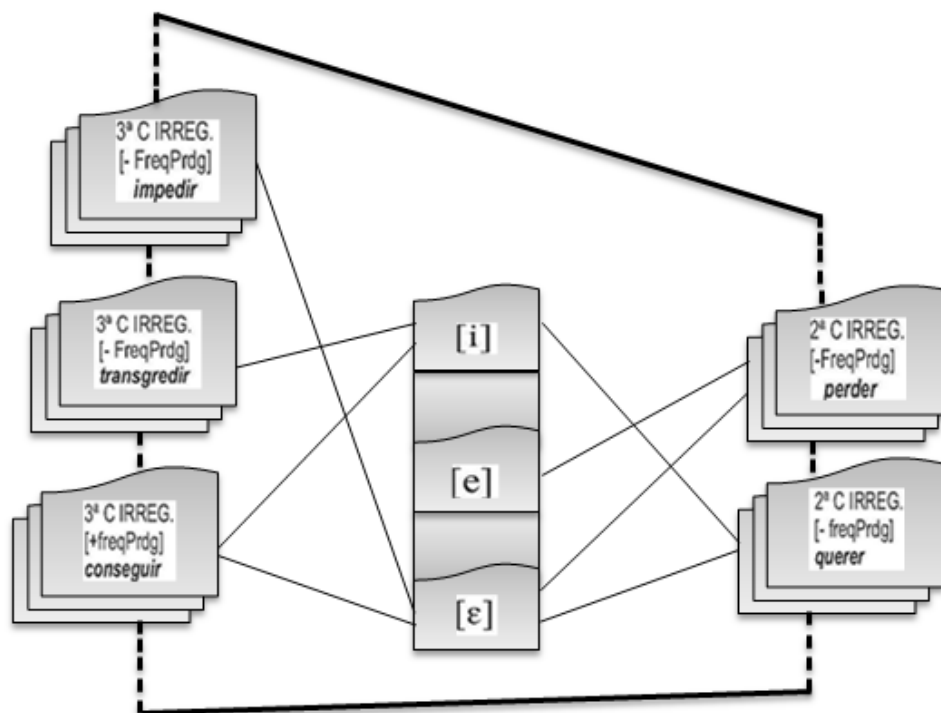 3ª C IRREG.
[- FreqPrdg]
impedir
3ª C IRREG.
[- FreqPrdg]
transgredir
3ª C IRREG.
[+freqPrdg]
conseguir
[i]
[e]
[ɛ]
2ª C IRREG.
[-FreqPrdg]
perder
2ª C IRREG.
[- freqPrdg]
querer